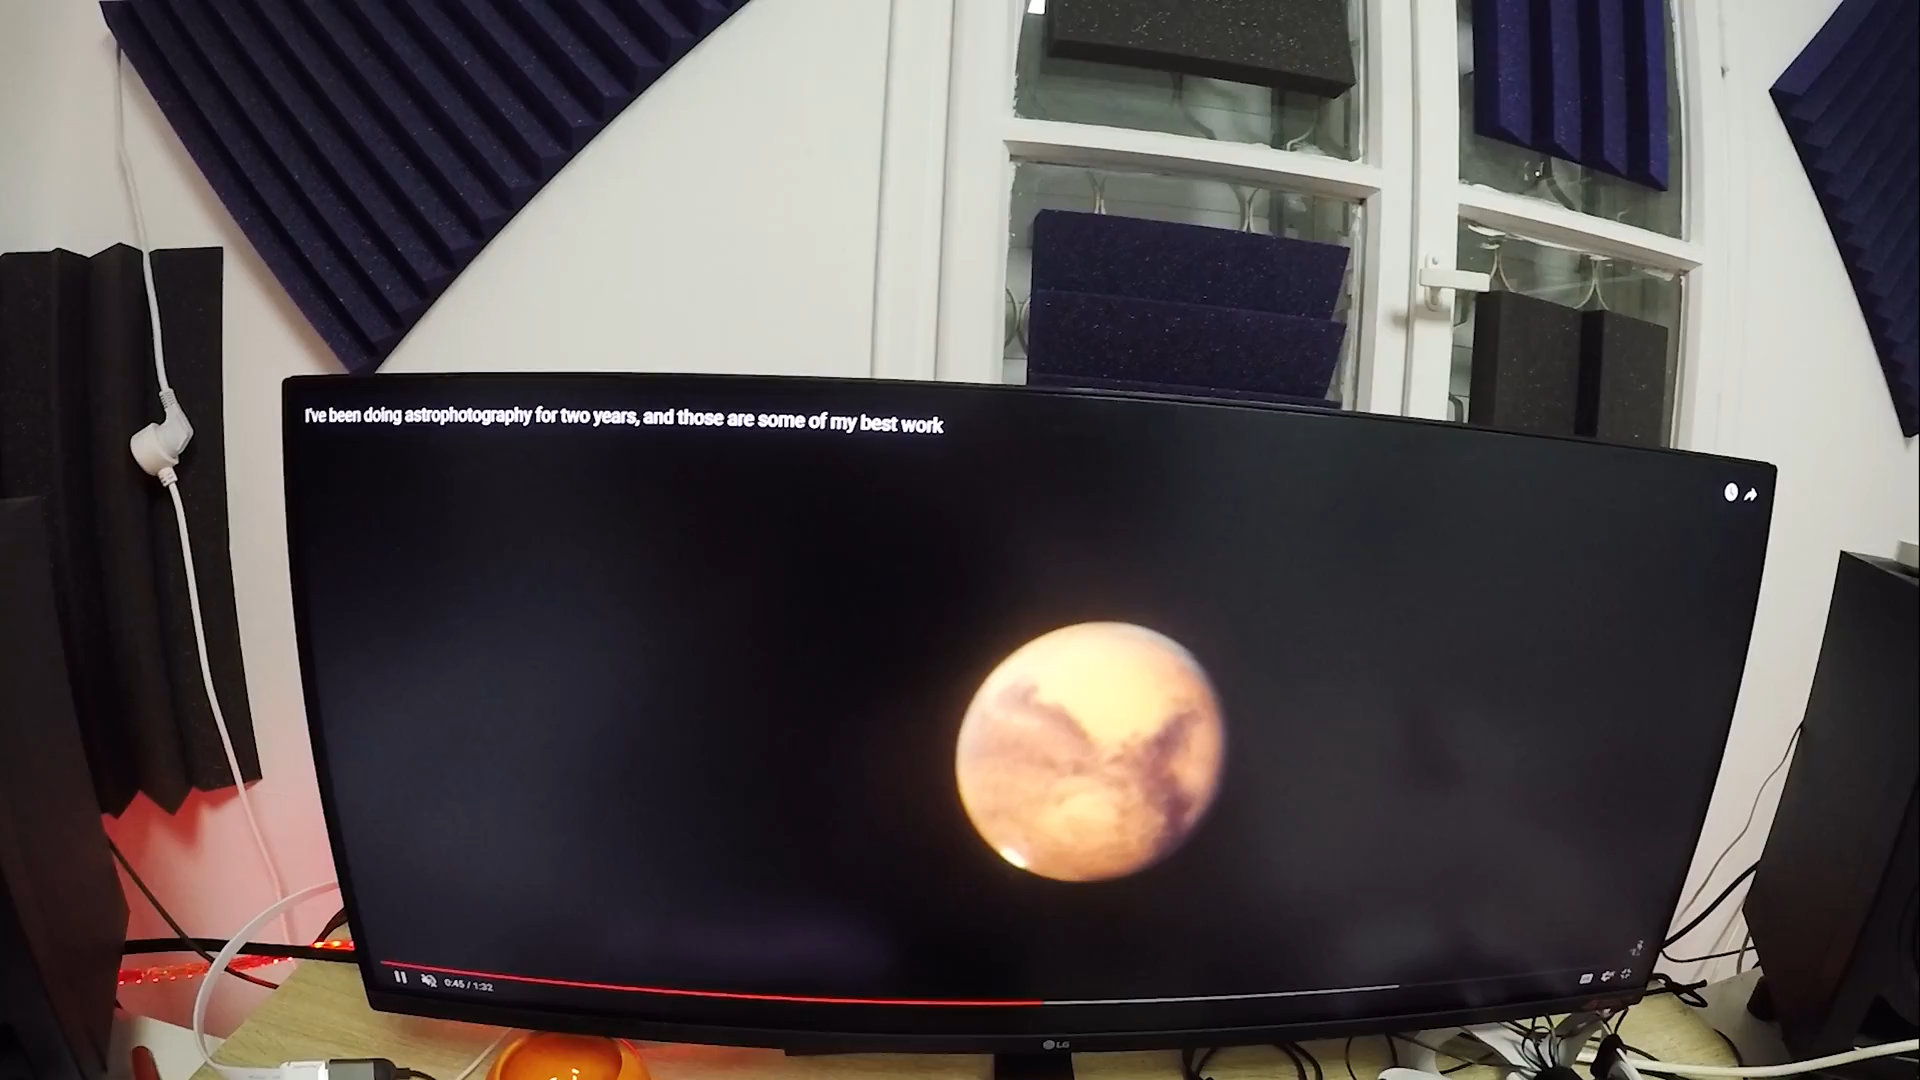 I've been doing astrophotography for two years, and those are some of my best work
0:45 / 1:32
LG